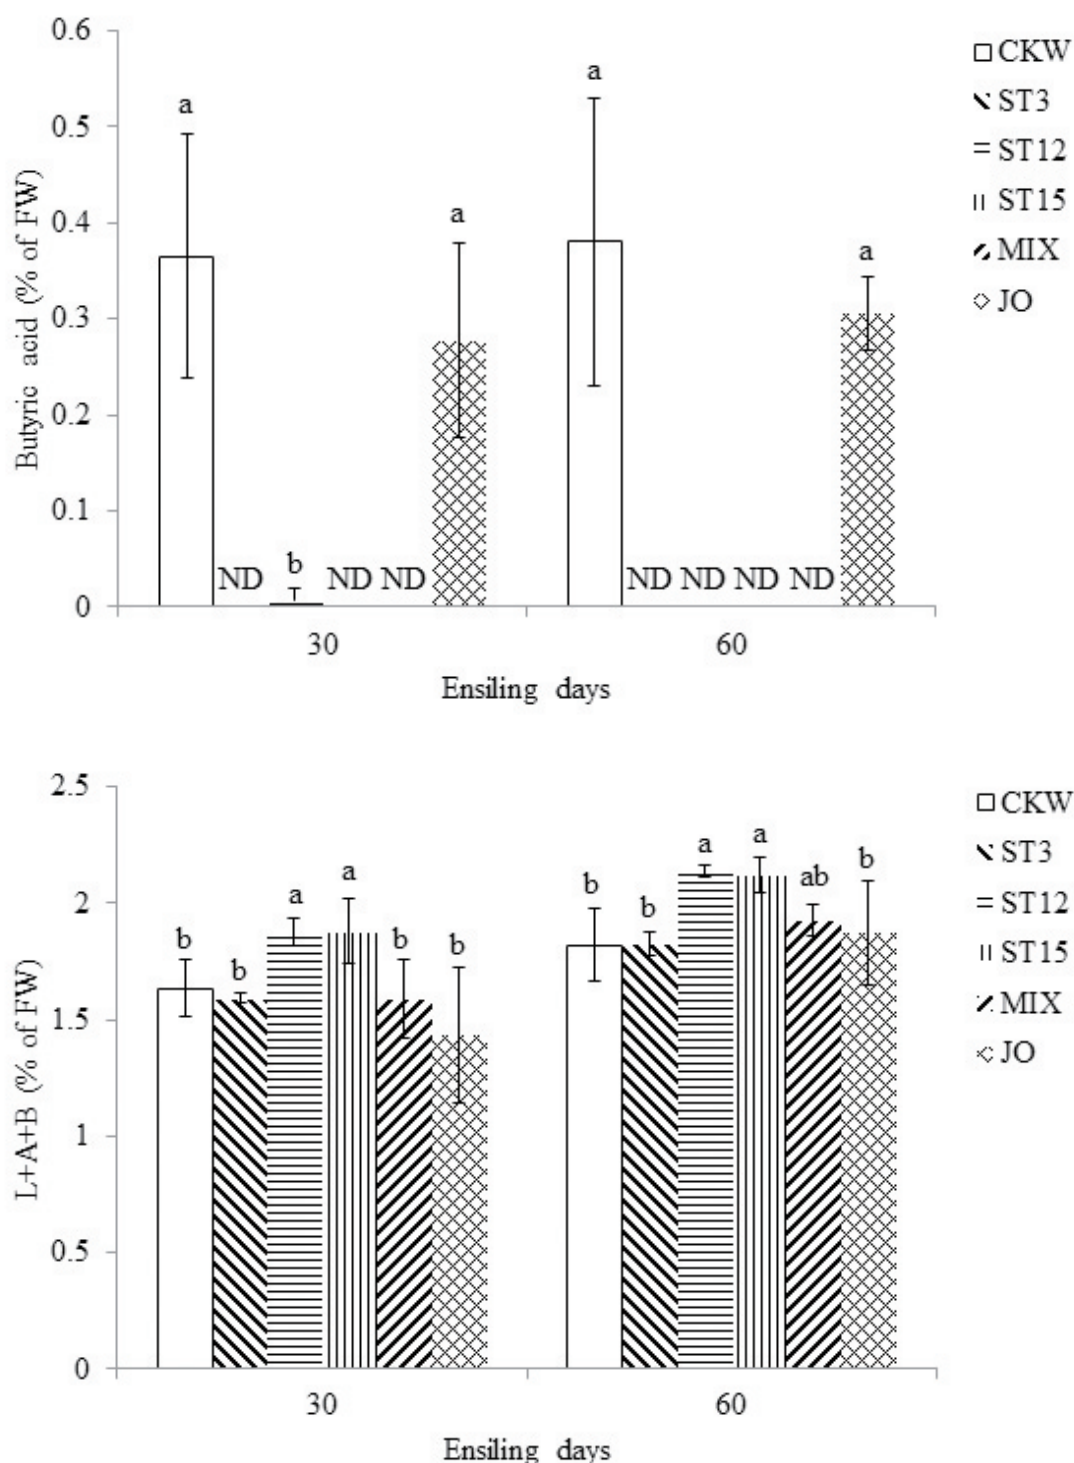 0.6
0.5
0.4
0.3
0.2
0.1
0
Butyric acid (% of FW)
a
ND
b
ND
ND
a
a
ND
ND
ND
ND
a
30
60
Ensiling days
CKW
ST3
ST12
ST15
MIX
JO
2.5
2
1.5
1
0.5
0
L+A+B (% of FW)
b
b
a
a
b
b
b
b
a
a
ab
b
30
60
Ensiling days
CKW
ST3
ST12
ST15
MIX
JO